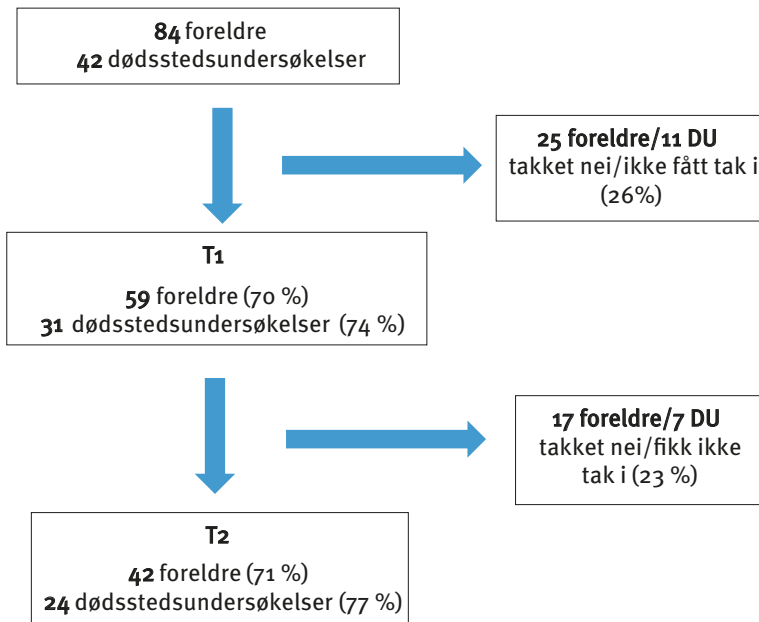 84 foreldre
42 dødsstedsundersøkelser
25 foreldre/11 DU
takket nei/ikke fått tak i
(26%)
T1
59 foreldre (70 %)
31 dødsstedsundersøkelser (74 %)
17 foreldre/7 DU
takket nei/fikk ikke
tak i (23 %)
T2
42 foreldre (71 %)
24 dødsstedsundersøkelser (77 %)